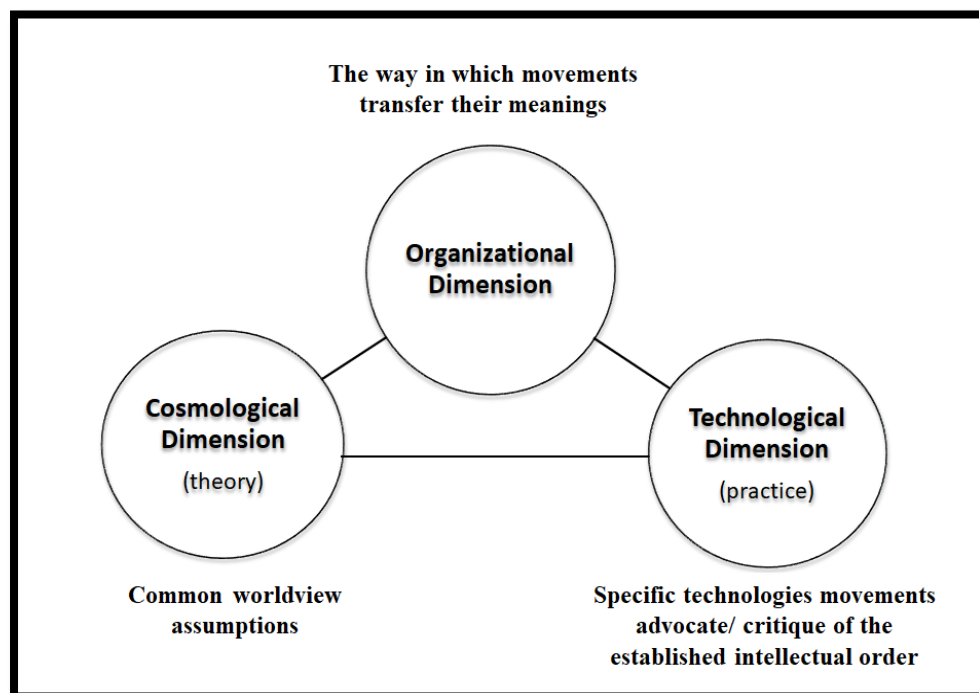 The way in which movements
transfer their meanings
Organizational
Dimension
Cosmological
Dimension
(theory)
Technological
Dimension
(practice)
Common worldview
assumptions
Specific technologies movements
advocate/ critique of the
established intellectual order